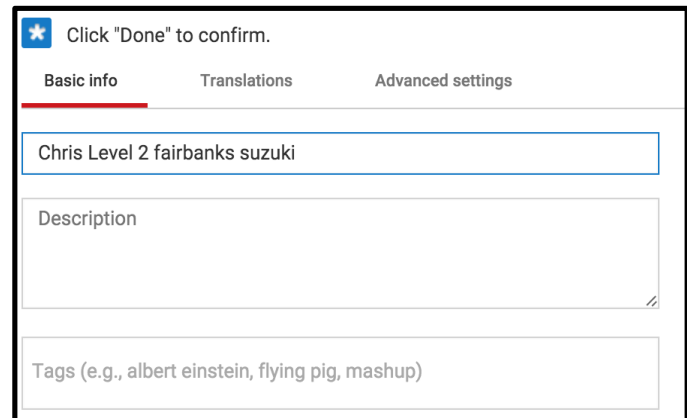 Click "Done" to confirm.
Basic info Translations Advanced settings
Chris Level 2 fairbanks suzuki
Description
Tags (e.g., albert einstein, flying pig, mashup)